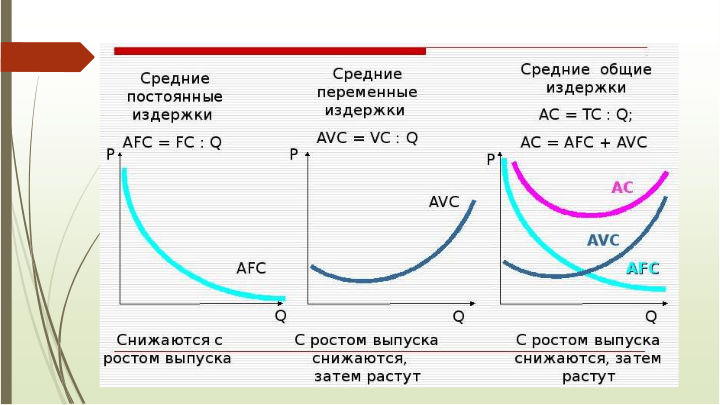 Средние
постоянные
издержки
AFC = FC : Q
P
AFC
Q
Снижаются с
ростом выпуска
Средние
переменные
издержки
AVC = VC : Q
P
AVC
Q
С ростом выпуска
снижаются,
затем растут
Средние общие
издержки
AC = TC : Q;
AC = AFC + AVC
P
AC
AVC
AFC
Q
С ростом выпуска
снижаются, затем
растут